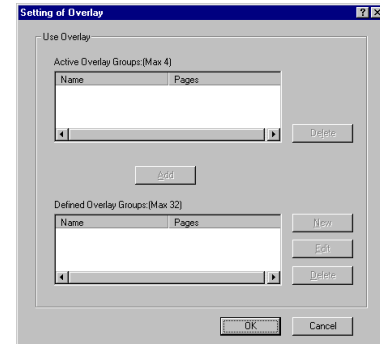 Setting of Overlay
Use Overlay
Active Overlay Groups:(Max 4)
Name Pages
Delete
Add
Defined Overlay Groups:(Max 32)
Name Pages
New
Edit
Delete
OK Cancel